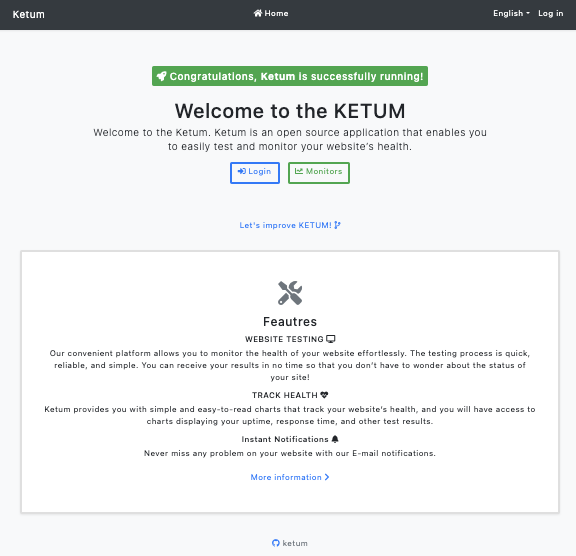 Ketum
Home
English
Log in
Congratulations, Ketum is successfully running!
Welcome to the KETUM
Welcome to the Ketum. Ketum is an open source application that enables you
to easily test and monitor your website's health.
Login
Monitors
Let's improve KETUM!
Feautres
WEBSITE TESTING
Our convenient platform allows you to monitor the health of your website effortlessly. The testing process is quick,
reliable, and simple. You can receive your results in no time so that you don't have to wonder about the status of
your site!
TRACK HEALTH
Ketum provides you with simple and easy-to-read charts that track your website's health, and you will have access to
charts displaying your uptime, response time, and other test results.
Instant Notifications
Never miss any problem on your website with our E-mail notifications.
More information
ketum